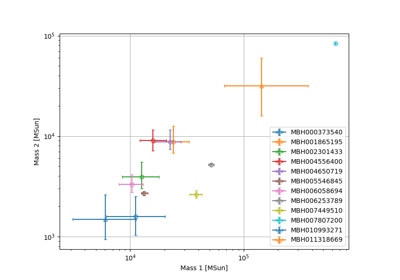 10⁵
10⁴
10³
Mass 2 [MSun]
MBH000373540
MBH001865195
MBH002301433
MBH004556400
MBH004650719
MBH005546845
MBH006058694
MBH006253789
MBH007449510
MBH007807200
MBH010993271
MBH011318669
10⁴
10⁵
Mass 1 [MSun]